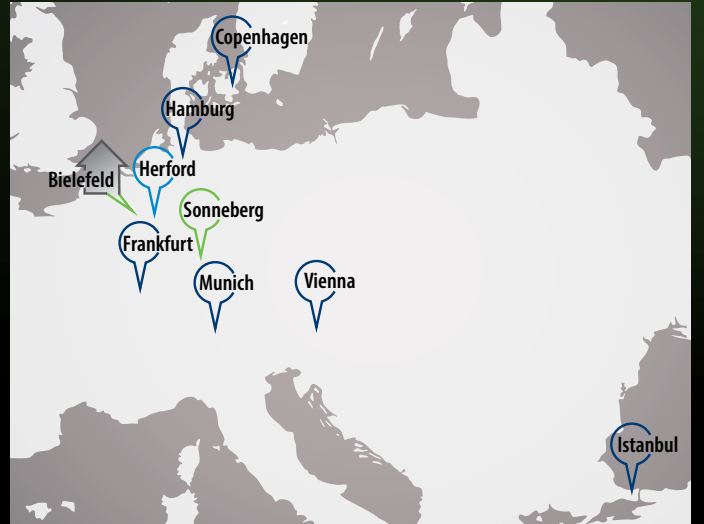 Copenhagen
Hamburg
Herford
Bielefeld
Sonneberg
Frankfurt
Munich
Vienna
Istanbul